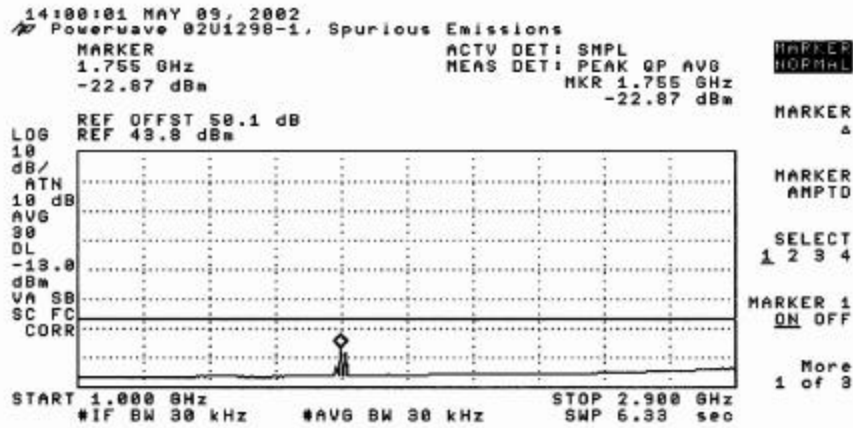 14:00:01 MAY 09, 2002
Powerwave 02U1298-1, Spurious Emissions
MARKER
1.755 GHz
-22.87 dBm
ACTV DET: SMPL
MEAS DET: PEAK QP AVG
MKR 1.755 GHz
-22.87 dBm
REF OFFST 50.1 dB
LOG REF 43.8 dBm
10
dB/
ATN
10 dB
AVG
30
DL
-13.0
dBm
VA SB
SC FC
CORR
START 1.000 GHz
STOP 2.900 GHz
#IF BW 30 kHz #AVG BW 30 kHz SWP 6.33 sec
MARKER
NORMAL
MARKER
Δ
MARKER
AMPTD
SELECT
1 2 3 4
MARKER 1
ON OFF
More
1 of 3